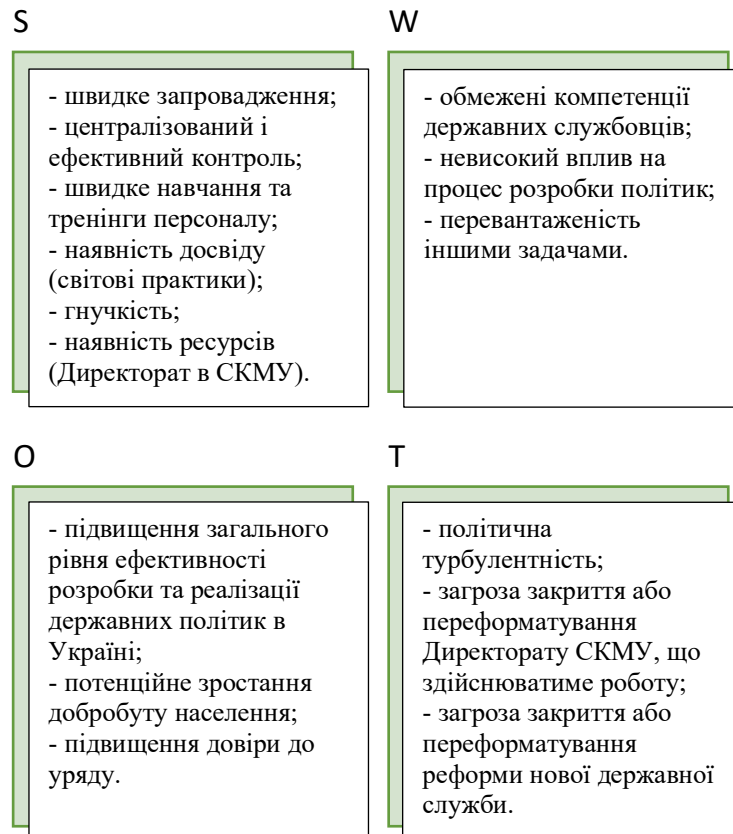 S
- швидке запровадження;
- централізований і
ефективний контроль;
- швидке навчання та
тренінги персоналу;
- наявність досвіду
(світові практики);
- гнучкість;
- наявність ресурсів
(Директорат в СКМУ).
W
- обмежені компетенції
державних службовців;
- невисокий вплив на
процес розробки політик;
- перевантаженість
іншими задачами.
O
- підвищення загального
рівня ефективності
розробки та реалізації
державних політик в
Україні;
- потенційне зростання
добробуту населення;
- підвищення довіри до
уряду.
T
- політична
турбулентність;
- загроза закриття або
переформатування
Директорату СКМУ, що
здійснюватиме роботу;
- загроза закриття або
переформатування
реформи нової державної
служби.